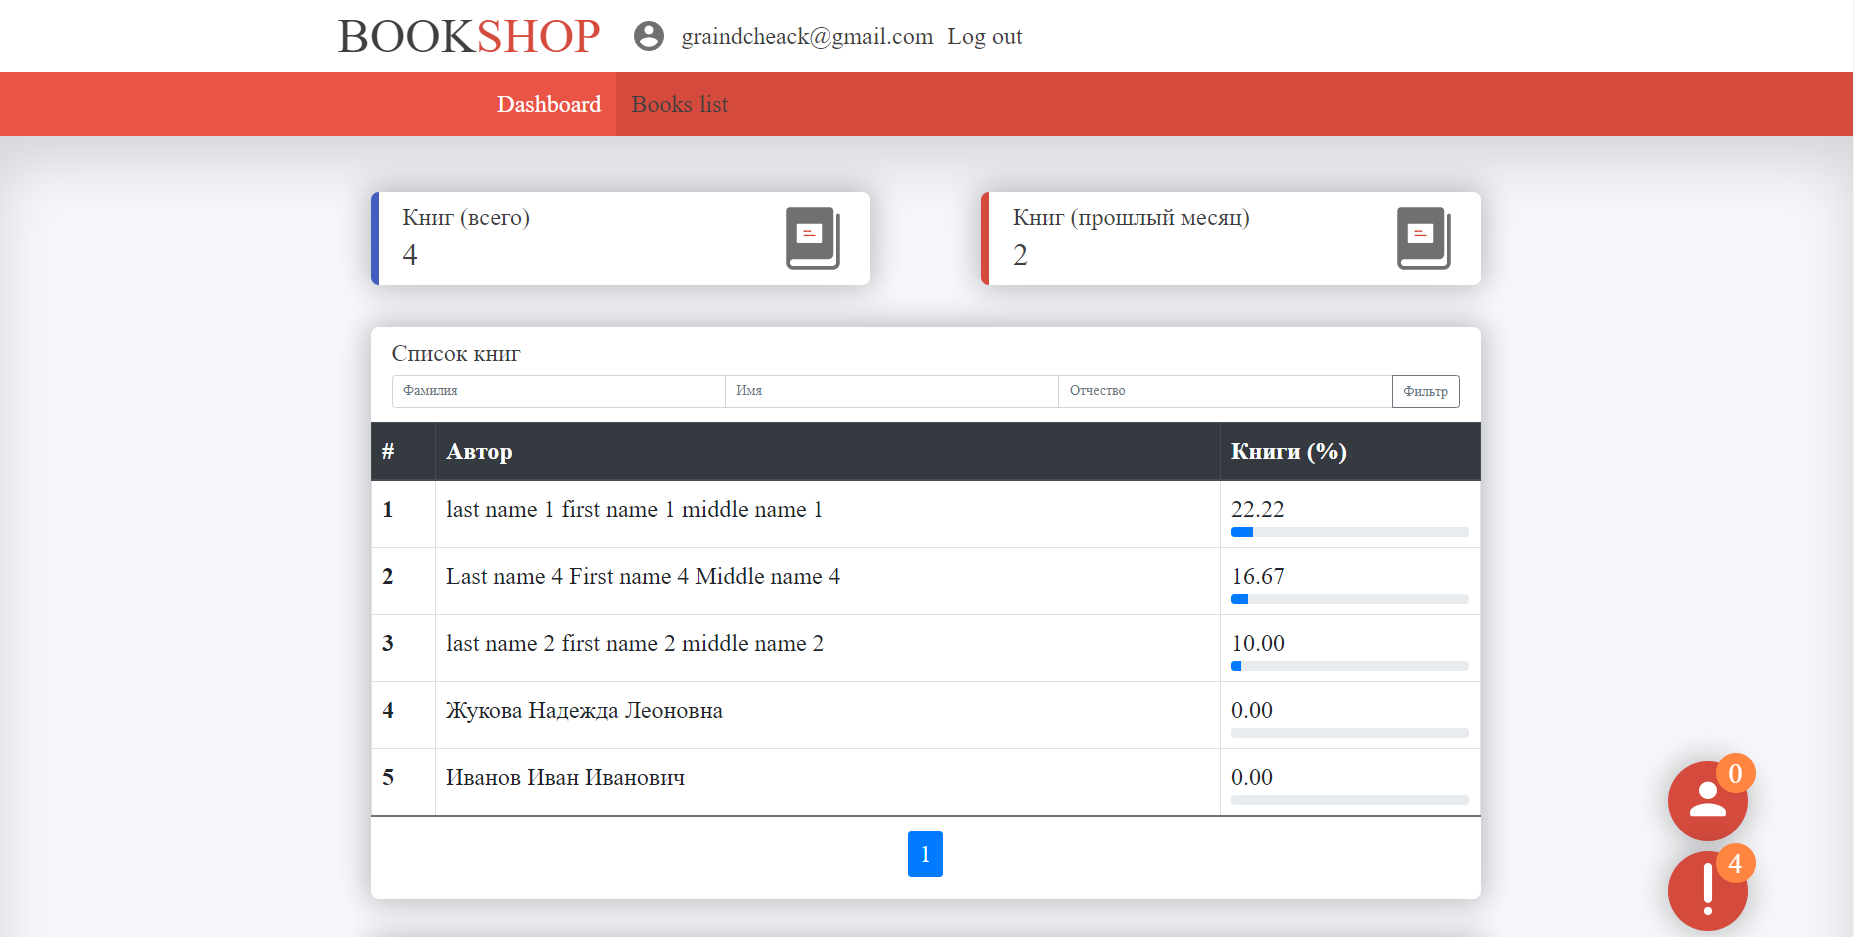 BOOKSHOP graindcheack@gmail.com Log out
Dashboard Books list
Книг (всего)
4
Книг (прошлый месяц)
2
Список книг
Фамилия Имя Отчество Фильтр
# Автор Книги (%)
1 last name 1 first name 1 middle name 1 22.22
2 Last name 4 First name 4 Middle name 4 16.67
3 last name 2 first name 2 middle name 2 10.00
4 Жукова Надежда Леоновна 0.00
5 Иванов Иван Иванович 0.00
1
0
4